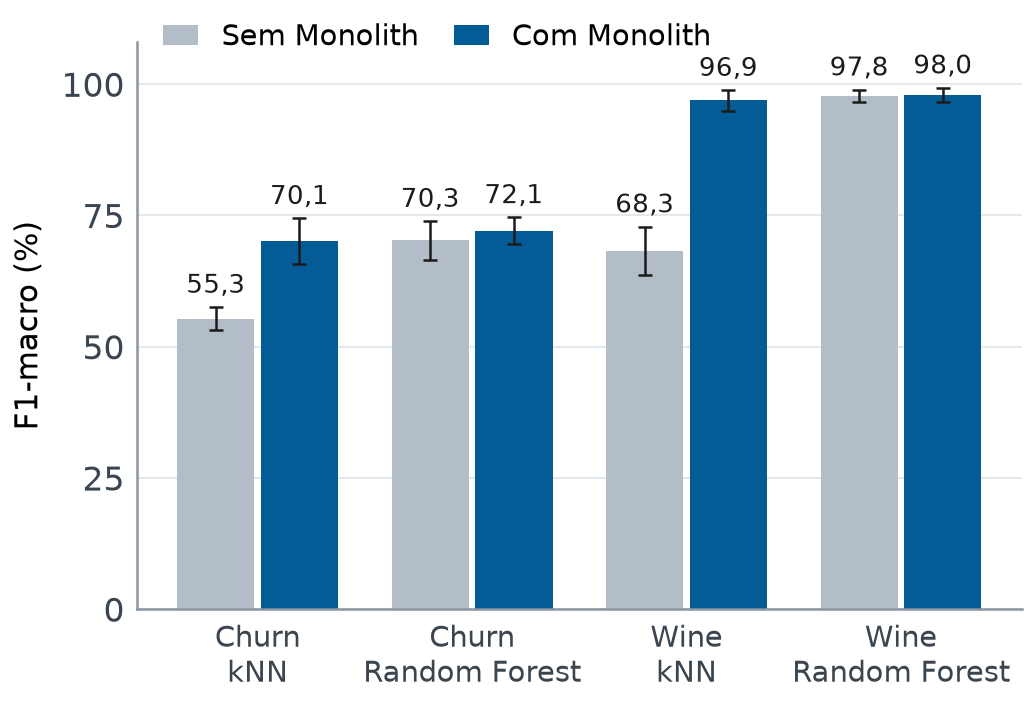 Sem Monolith Com Monolith
96,9 97,8 98,0
100
70,1 70,3 72,1 68,3
75
55,3
50
25
0
F1-macro (%)
Churn
kNN
Churn
Random Forest
Wine
kNN
Wine
Random Forest